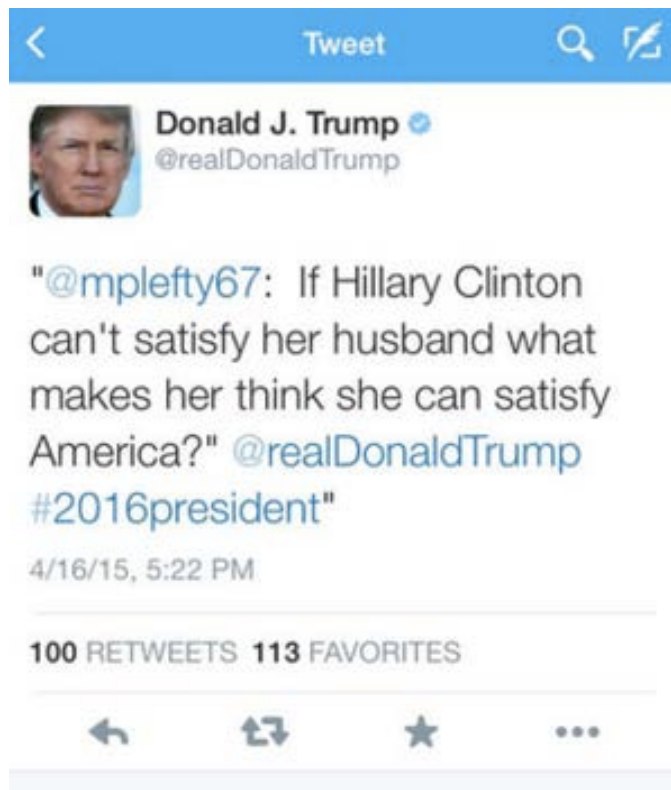 Tweet
Donald J. Trump
@realDonaldTrump
"@mplefty67: If Hillary Clinton
can't satisfy her husband what
makes her think she can satisfy
America?" @realDonaldTrump
#2016president"
4/16/15, 5:22 PM
100 RETWEETS 113 FAVORITES